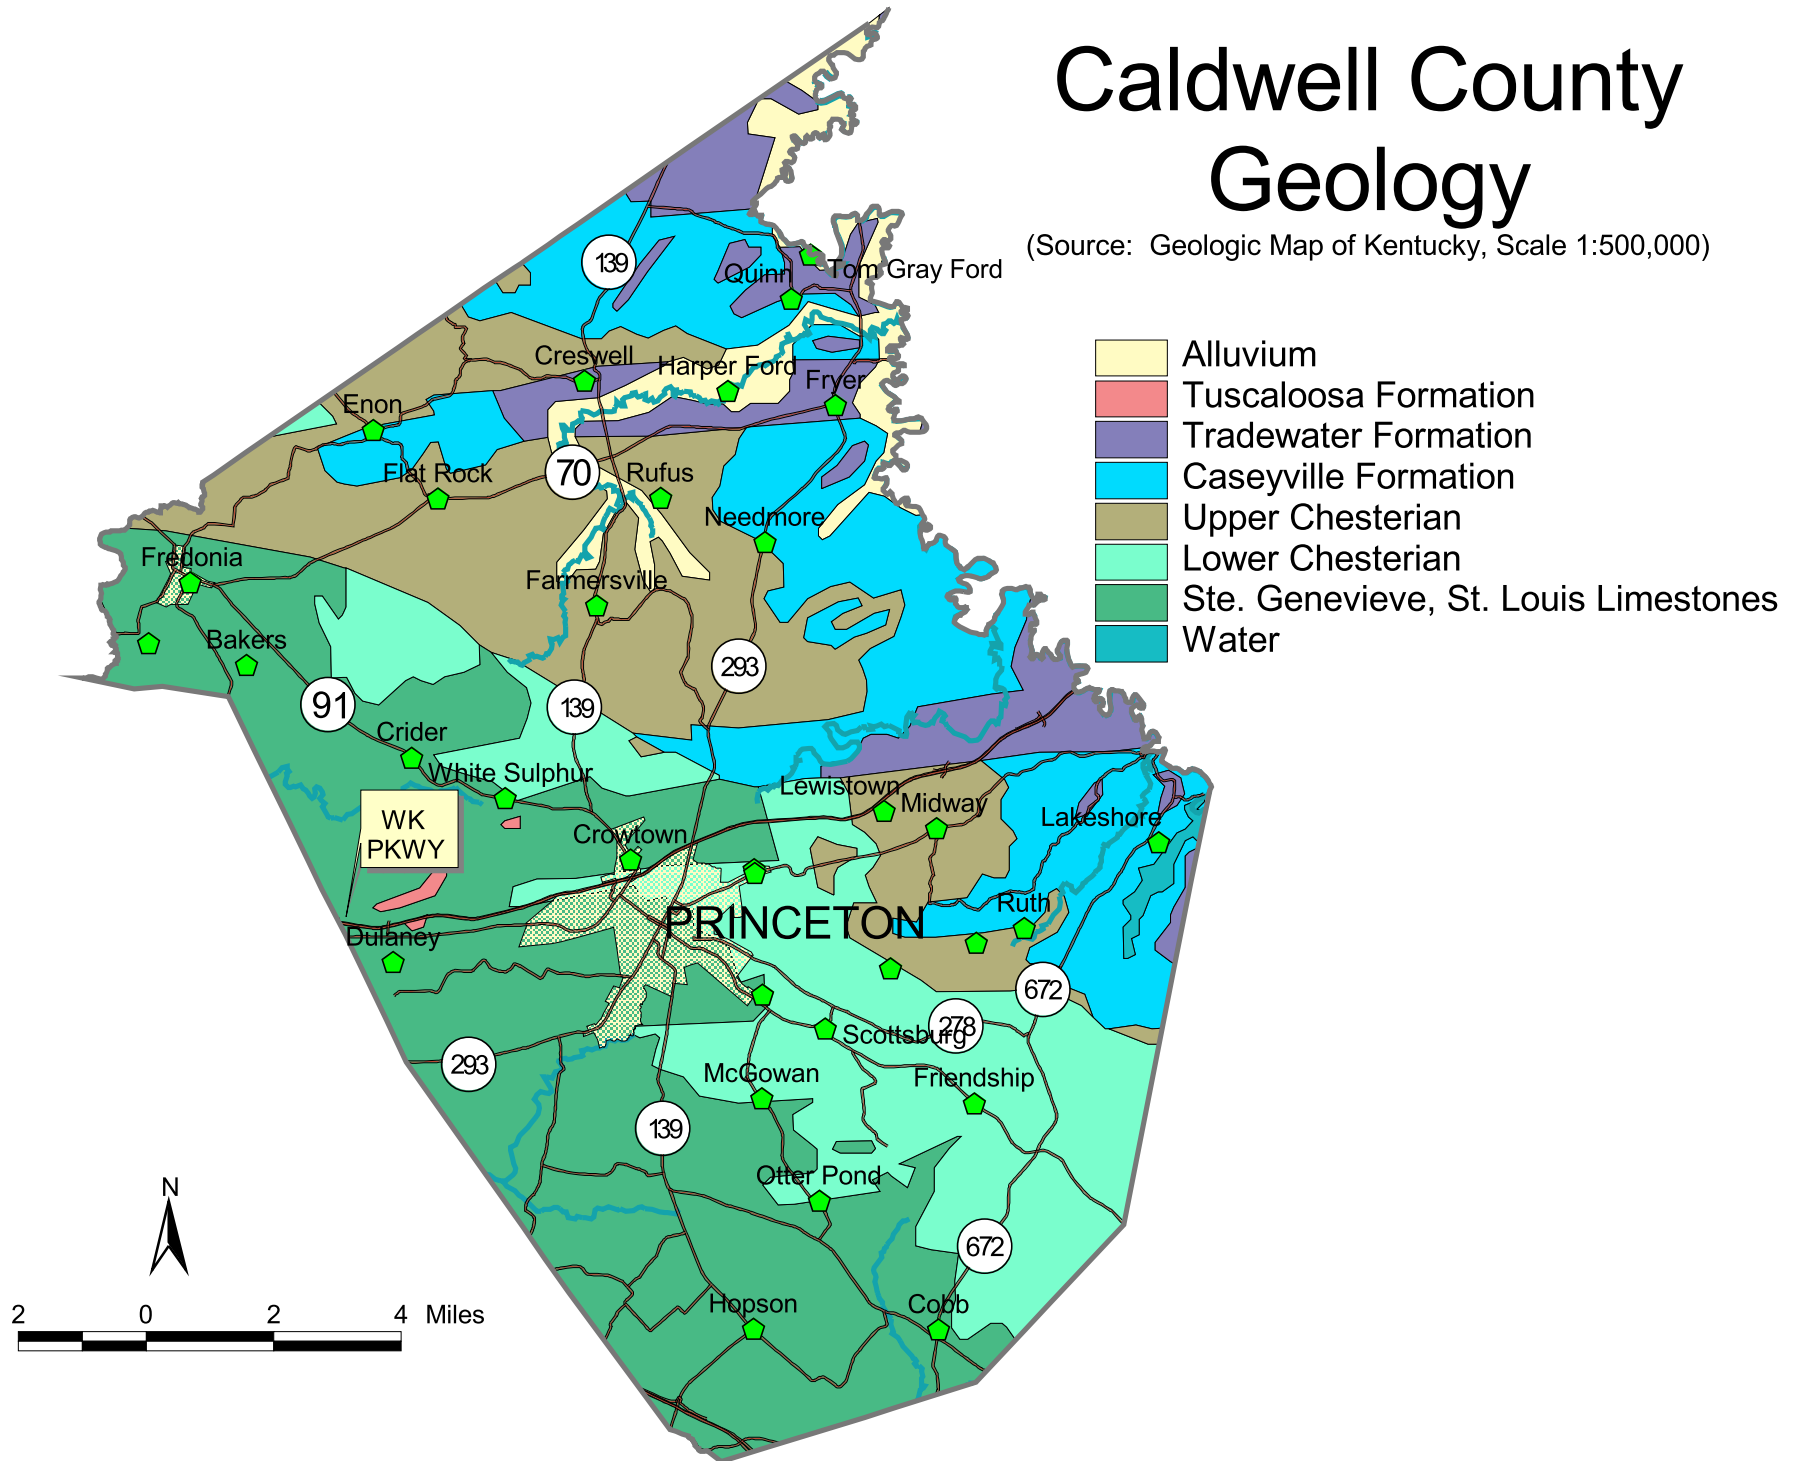 Caldwell County
Geology
(Source:  Geologic Map of Kentucky, Scale 1:500,000)
139
Quinn
Tom Gray Ford
Creswell
Harper Ford
Fryer
Enon
Flat Rock
70
Rufus
Needmore
Fredonia
Farmersville
Bakers
293
91
139
Crider
White Sulphur
Lewistown
Midway
Lakeshore
WK
PKWY
Crowtown
PRINCETON
Ruth
Dulaney
672
278
Scottsburg
293
McGowan
Friendship
139
Otter Pond
672
Hopson
Cobb
Alluvium
Tuscaloosa Formation
Tradewater Formation
Caseyville Formation
Upper Chesterian
Lower Chesterian
Ste. Genevieve, St. Louis Limestones
Water
N
2 0 2 4 Miles